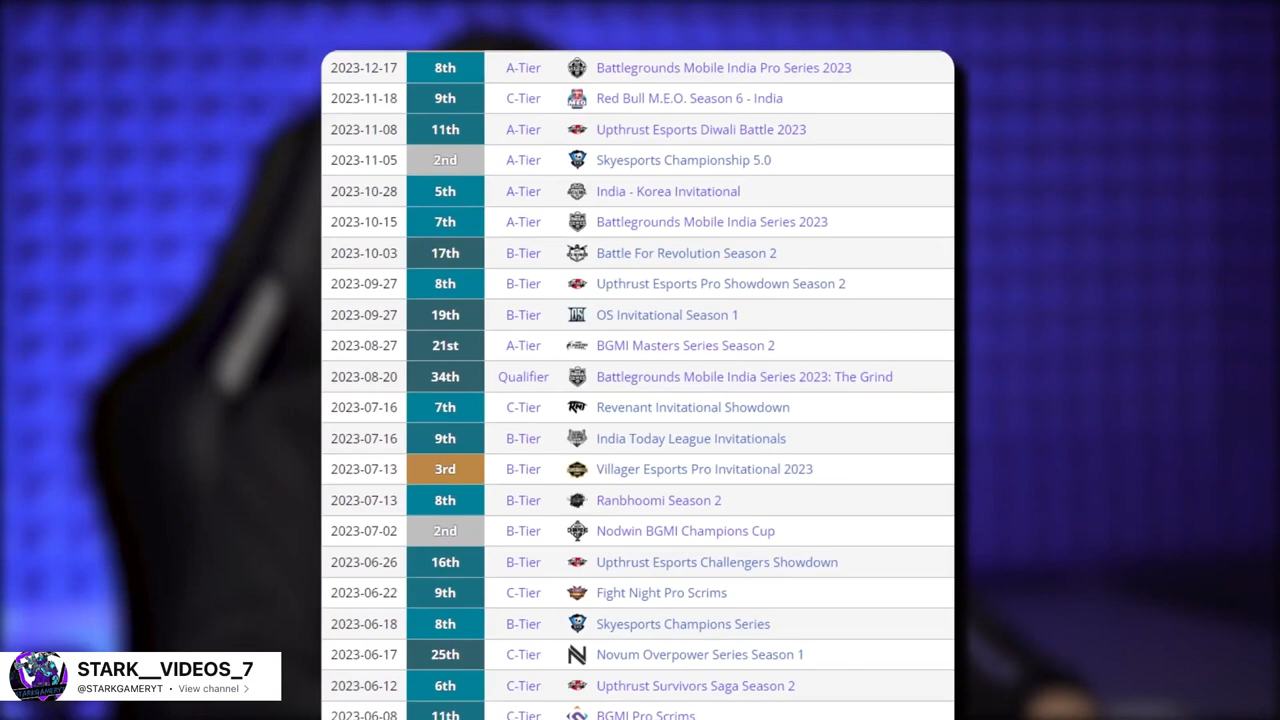 2023-12-17 8th A-Tier Battlegrounds Mobile India Pro Series 2023
2023-11-18 9th C-Tier Red Bull M.E.O. Season 6 - India
2023-11-08 11th A-Tier Upthrust Esports Diwali Battle 2023
2023-11-05 2nd A-Tier Skyesports Championship 5.0
2023-10-28 5th A-Tier India - Korea Invitational
2023-10-15 7th A-Tier Battlegrounds Mobile India Series 2023
2023-10-03 17th B-Tier Battle For Revolution Season 2
2023-09-27 8th B-Tier Upthrust Esports Pro Showdown Season 2
2023-09-27 19th B-Tier OS Invitational Season 1
2023-08-27 21st A-Tier BGMI Masters Series Season 2
2023-08-20 34th Qualifier Battlegrounds Mobile India Series 2023: The Grind
2023-07-16 7th C-Tier Revenant Invitational Showdown
2023-07-16 9th B-Tier India Today League Invitationals
2023-07-13 3rd B-Tier Villager Esports Pro Invitational 2023
2023-07-13 8th B-Tier Ranbhoomi Season 2
2023-07-02 2nd B-Tier Nodwin BGMI Champions Cup
2023-06-26 16th B-Tier Upthrust Esports Challengers Showdown
2023-06-22 9th C-Tier Fight Night Pro Scrims
2023-06-18 8th B-Tier Skyesports Champions Series
2023-06-17 25th C-Tier Novum Overpower Series Season 1
2023-06-12 6th C-Tier Upthrust Survivors Saga Season 2
2023-06-08 11th C-Tier BGMI Pro Scrims
STARK__VIDEOS_7
@STARKGAMERYT • View channel >